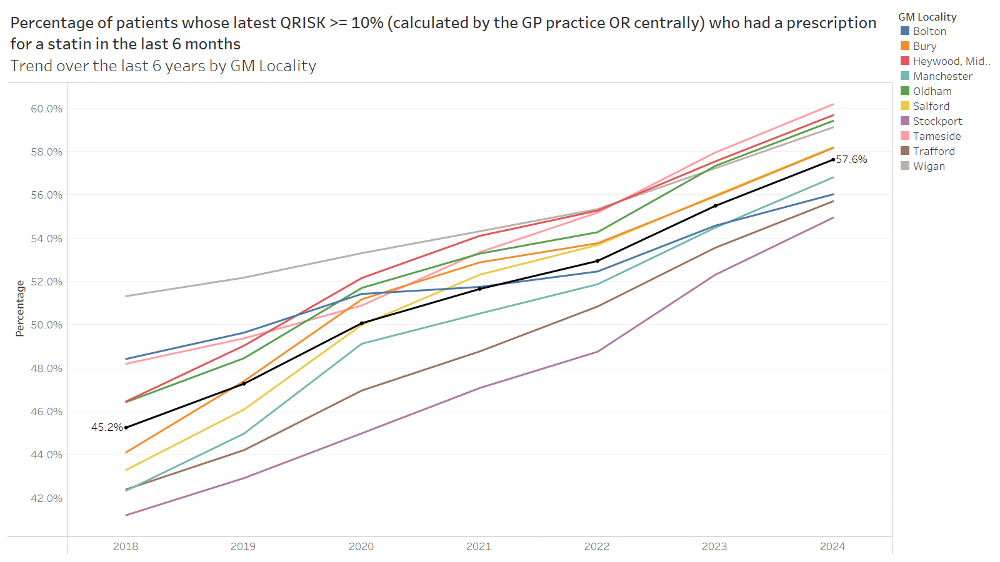 Percentage of patients whose latest QRISK >= 10% (calculated by the GP practice OR centrally) who had a prescription
for a statin in the last 6 months
Trend over the last 6 years by GM Locality
GM Locality
Bolton
Bury
Heywood, Mid..
Manchester
Oldham
Salford
Stockport
Tameside
Trafford
Wigan
Percentage
60.0%
58.0%
56.0%
54.0%
52.0%
50.0%
48.0%
46.0%
44.0%
42.0%
45.2%
57.6%
2018
2019
2020
2021
2022
2023
2024